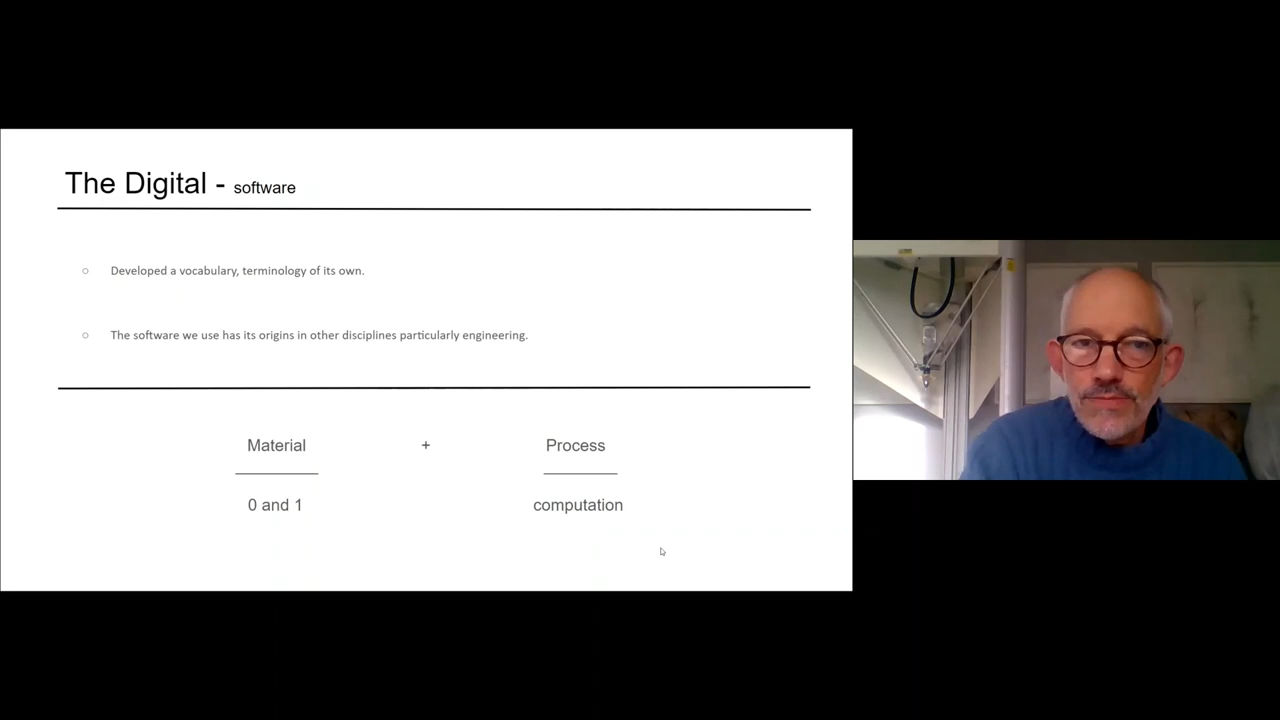 The Digital - software
Developed a vocabulary, terminology of its own.
The software we use has its origins in other disciplines particularly engineering.
Material + Process
0 and 1 computation